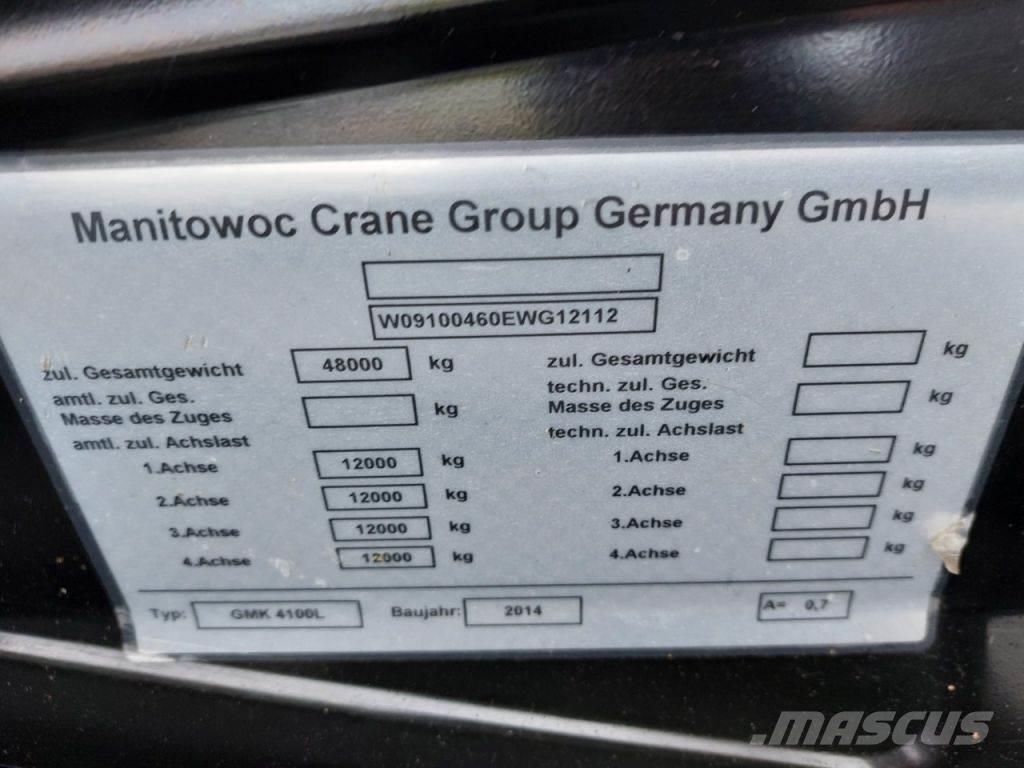 Manitowoc Crane Group Germany GmbH
W09100460EWG12112
zul. Gesamtgewicht 48000 kg zul. Gesamtgewicht kg
amtl. zul. Ges. techn. zul. Ges.
Masse des Zuges kg Masse des Zuges kg
amtl. zul. Achslast techn. zul. Achslast
1.Achse 12000 kg 1.Achse kg
2.Achse 12000 kg 2.Achse kg
3.Achse 12000 kg 3.Achse kg
4.Achse 12000 kg 4.Achse kg
Typ: GMK 4100L Baujahr: 2014 A= 0,7
MASCUS